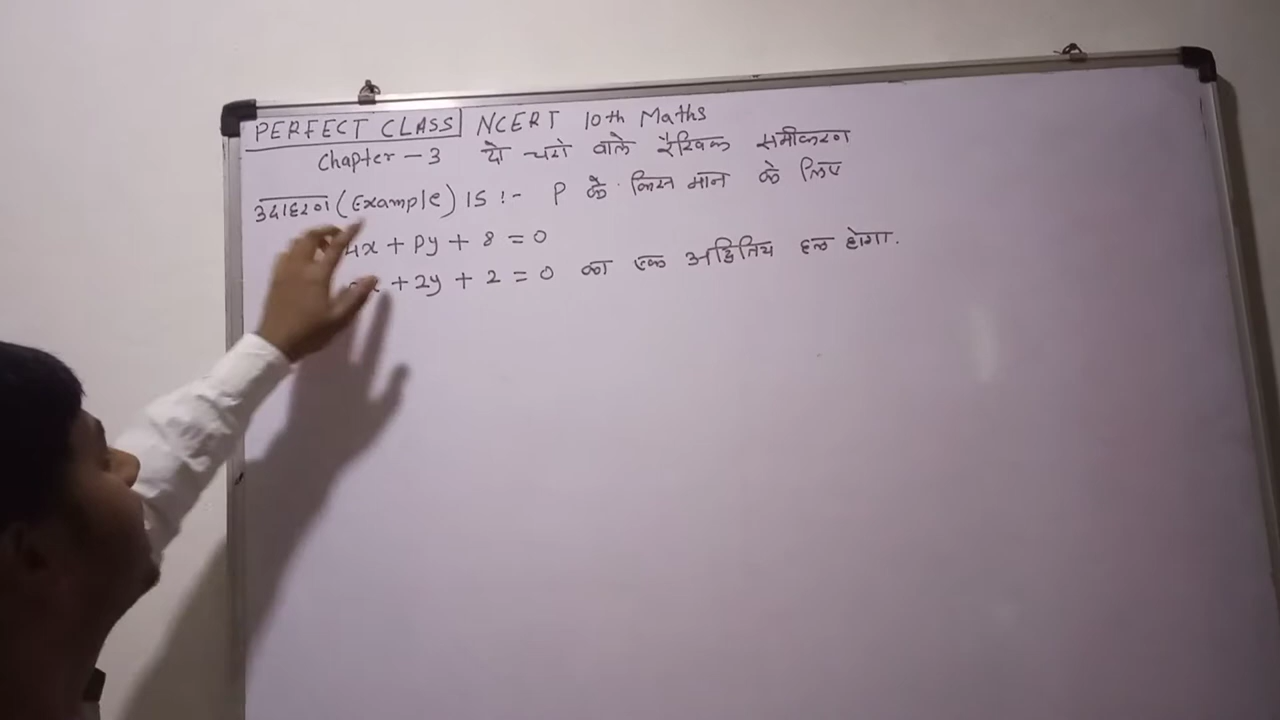 PERFECT CLASS NCERT 10th Maths
Chapter - 3 दो चरो वाले रैखिक समीकरण
उदाहरण (Example) 15 :- P के किस मान के लिए
4x + Py + 8 = 0
+ 2y + 2 = 0 का एक अद्वितिय हल होगा.